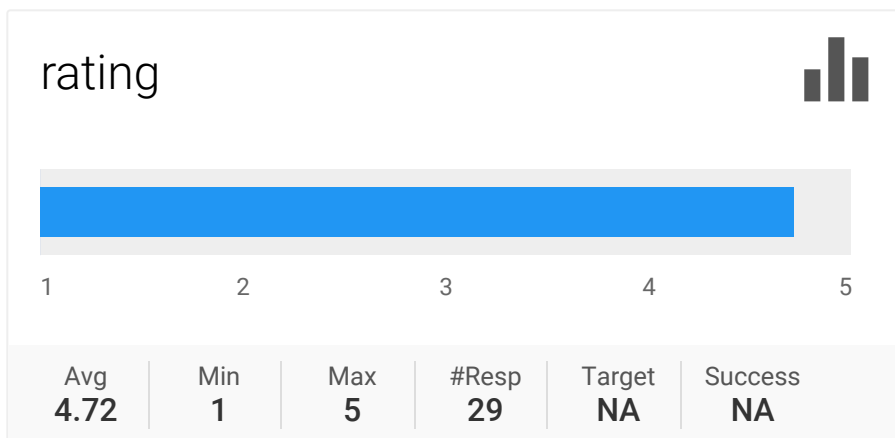 rating
1 2 3 4 5
Avg Min Max #Resp Target Success
4.72 1 5 29 NA NA